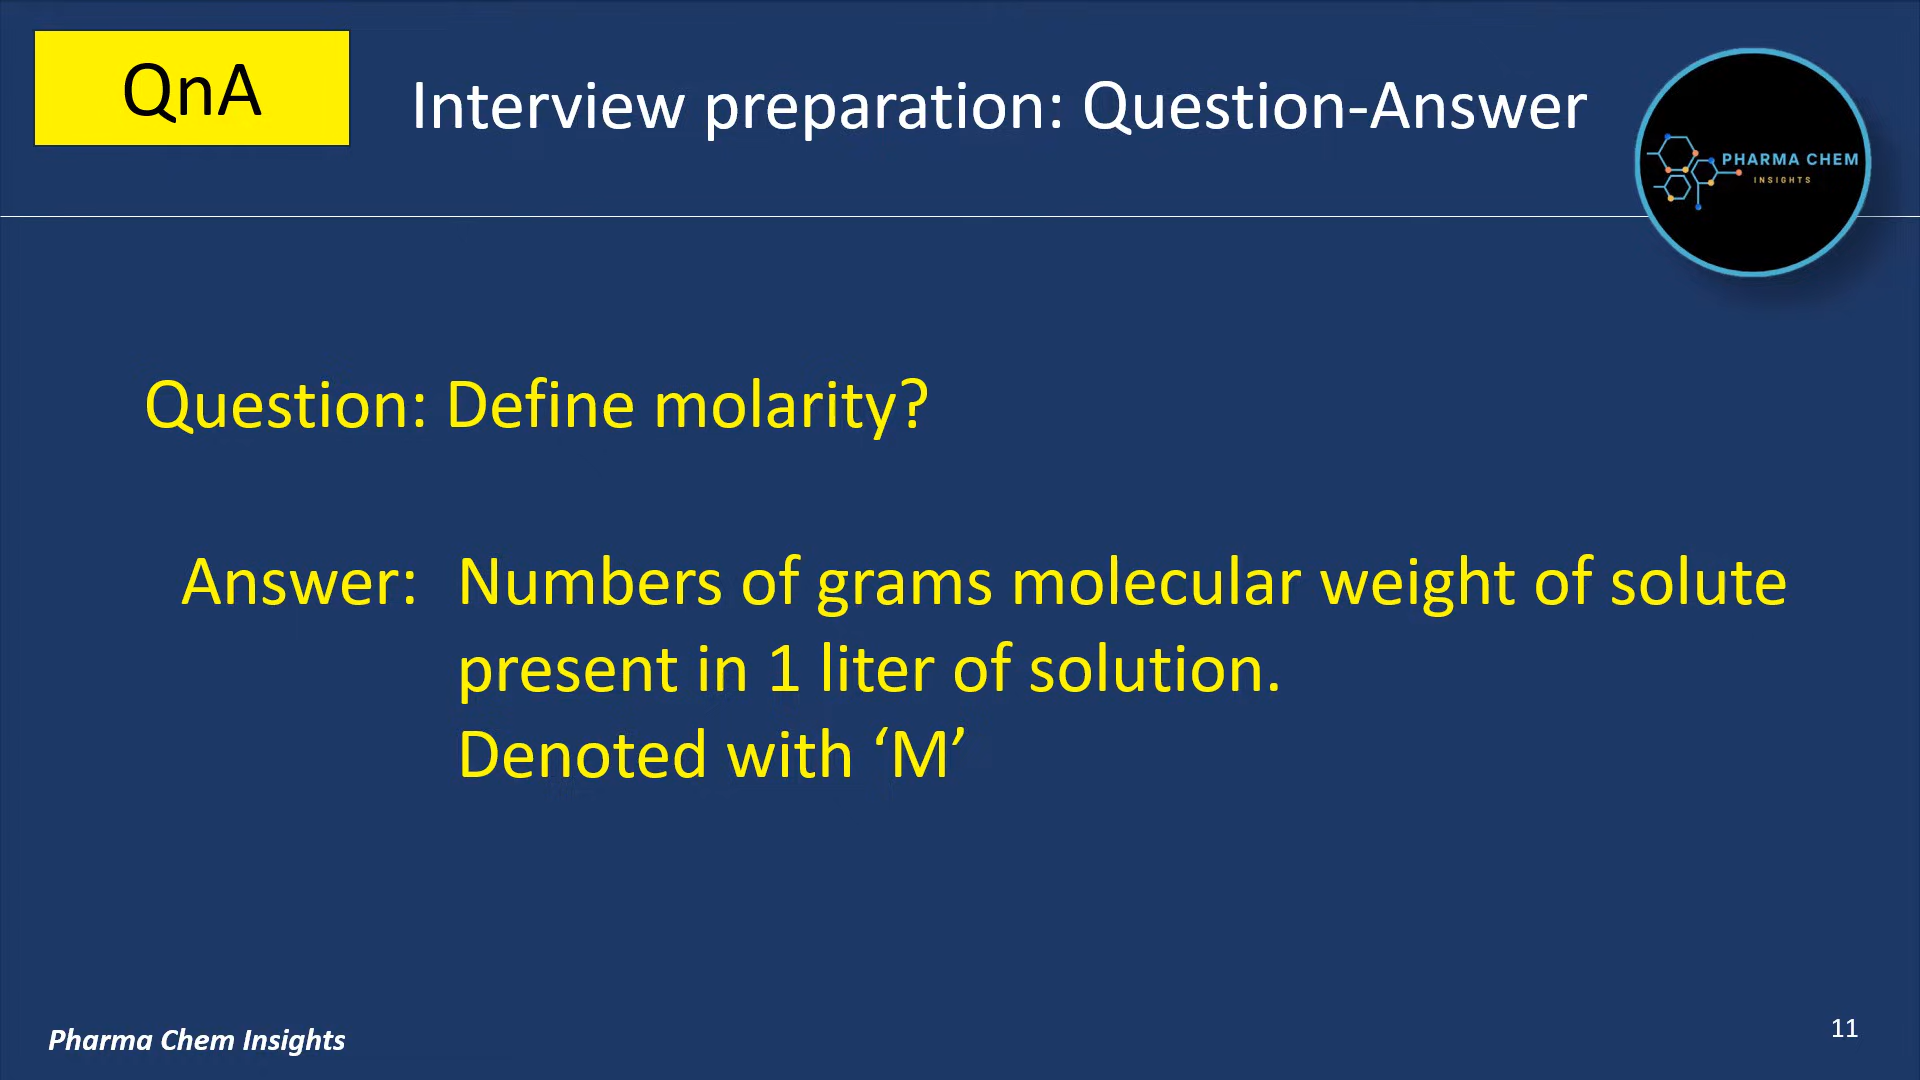 QnA
Interview preparation: Question-Answer
PHARMA CHEM
INSIGHTS
Question: Define molarity?
Answer: Numbers of grams molecular weight of solute
present in 1 liter of solution.
Denoted with ‘M’
Pharma Chem Insights
11